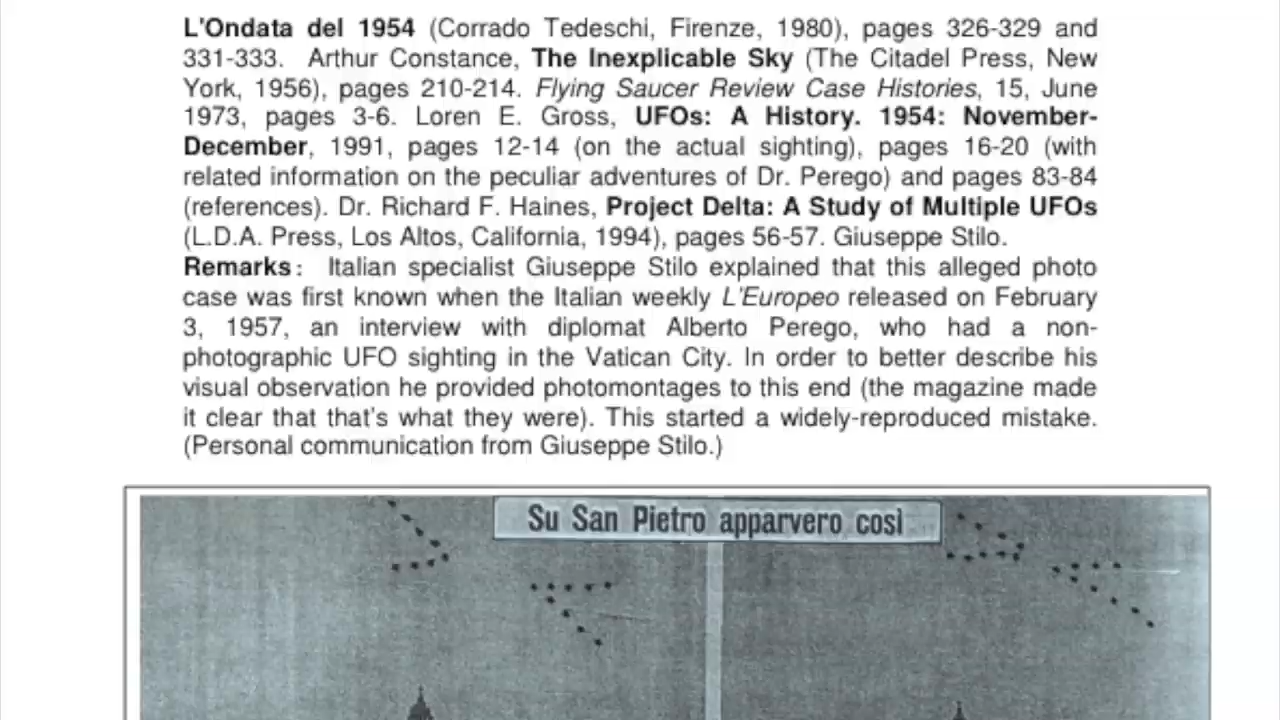 L'Ondata del 1954 (Corrado Tedeschi, Firenze, 1980), pages 326-329 and
331-333. Arthur Constance, The Inexplicable Sky (The Citadel Press, New
York, 1956), pages 210-214. Flying Saucer Review Case Histories, 15, June
1973, pages 3-6. Loren E. Gross, UFOs: A History. 1954: November-
December, 1991, pages 12-14 (on the actual sighting), pages 16-20 (with
related information on the peculiar adventures of Dr. Perego) and pages 83-84
(references). Dr. Richard F. Haines, Project Delta: A Study of Multiple UFOs
(L.D.A. Press, Los Altos, California, 1994), pages 56-57. Giuseppe Stilo.
Remarks: Italian specialist Giuseppe Stilo explained that this alleged photo
case was first known when the Italian weekly L'Europeo released on February
3, 1957, an interview with diplomat Alberto Perego, who had a non-
photographic UFO sighting in the Vatican City. In order to better describe his
visual observation he provided photomontages to this end (the magazine made
it clear that that's what they were). This started a widely-reproduced mistake.
(Personal communication from Giuseppe Stilo.)
Su San Pietro apparvero così